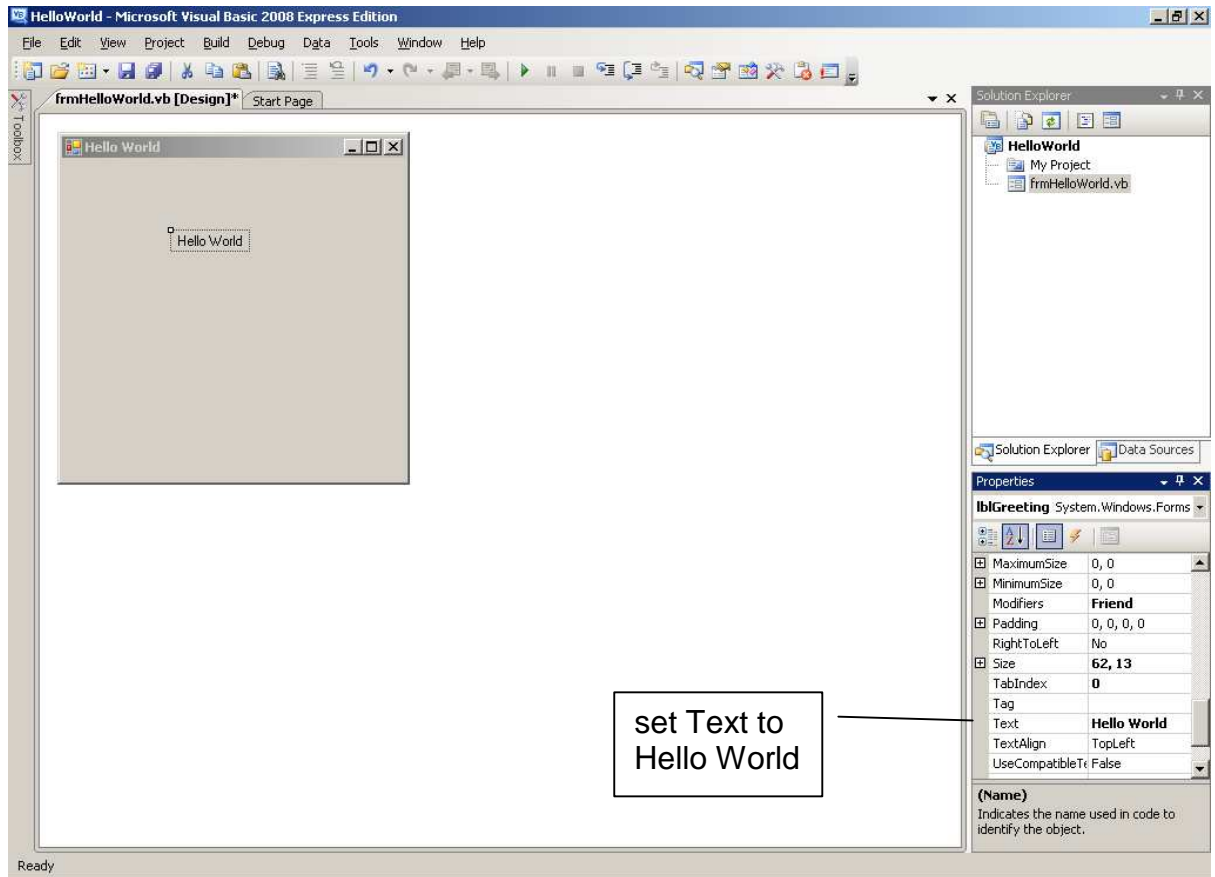 HelloWorld - Microsoft Visual Basic 2008 Express Edition
File Edit View Project Build Debug Data Tools Window Help
Toolbox
frmHelloWorld.vb [Design]* Start Page
Hello World
Hello World
Solution Explorer
HelloWorld
My Project
frmHelloWorld.vb
Solution Explorer Data Sources
Properties
lblGreeting System.Windows.Forms
MaximumSize 0, 0
MinimumSize 0, 0
Modifiers Friend
Padding 0, 0, 0, 0
RightToLeft No
Size 62, 13
TabIndex 0
Tag
Text Hello World
TextAlign TopLeft
UseCompatibleTe False
(Name)
Indicates the name used in code to
identify the object.
set Text to
Hello World
Ready